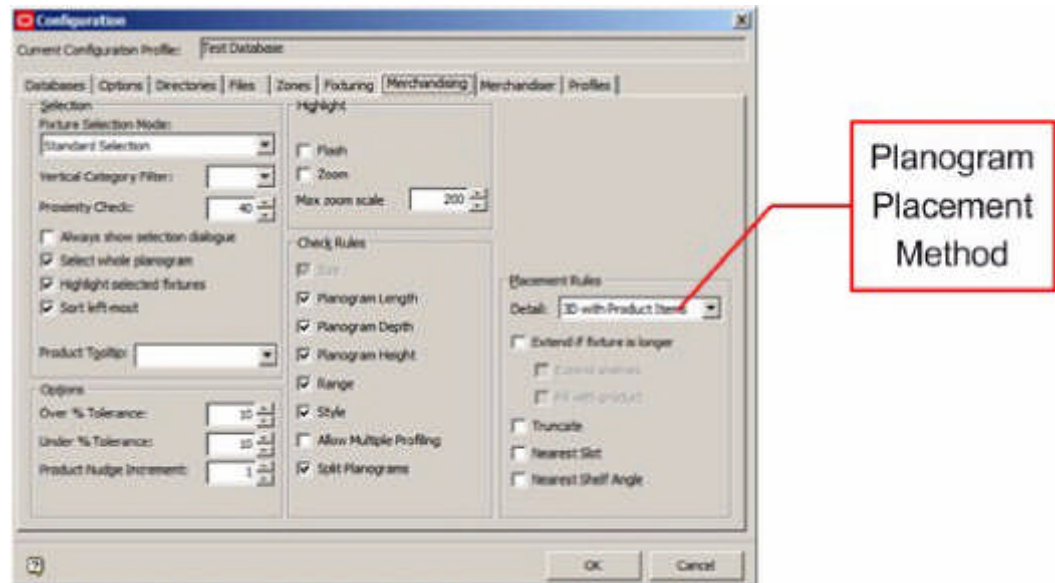 Configuration
Current Configuration Profile: Test Database
Databases Options Directories Files Zones Fixturing Merchandising Merchandiser Profiles
Selection
Fixture Selection Mode:
Standard Selection
Vertical Category Filter:
Proximity Check: 40
Always show selection dialogue
Select whole planogram
Highlight selected fixtures
Sort left-most
Product Tooltip:
Options
Over % Tolerance: 10
Under % Tolerance: 10
Product Nudge Increment: 1
Highlight
Flash
Zoom
Max zoom scale 200
Check Rules
Size
Planogram Length
Planogram Depth
Planogram Height
Range
Style
Allow Multiple Profiling
Split Planograms
Placement Rules
Detail: 3D with Product Items
Extend if fixture is longer
Extend shelves
Fill with product
Truncate
Nearest Slot
Nearest Shelf Angle
OK Cancel
Planogram
Placement
Method